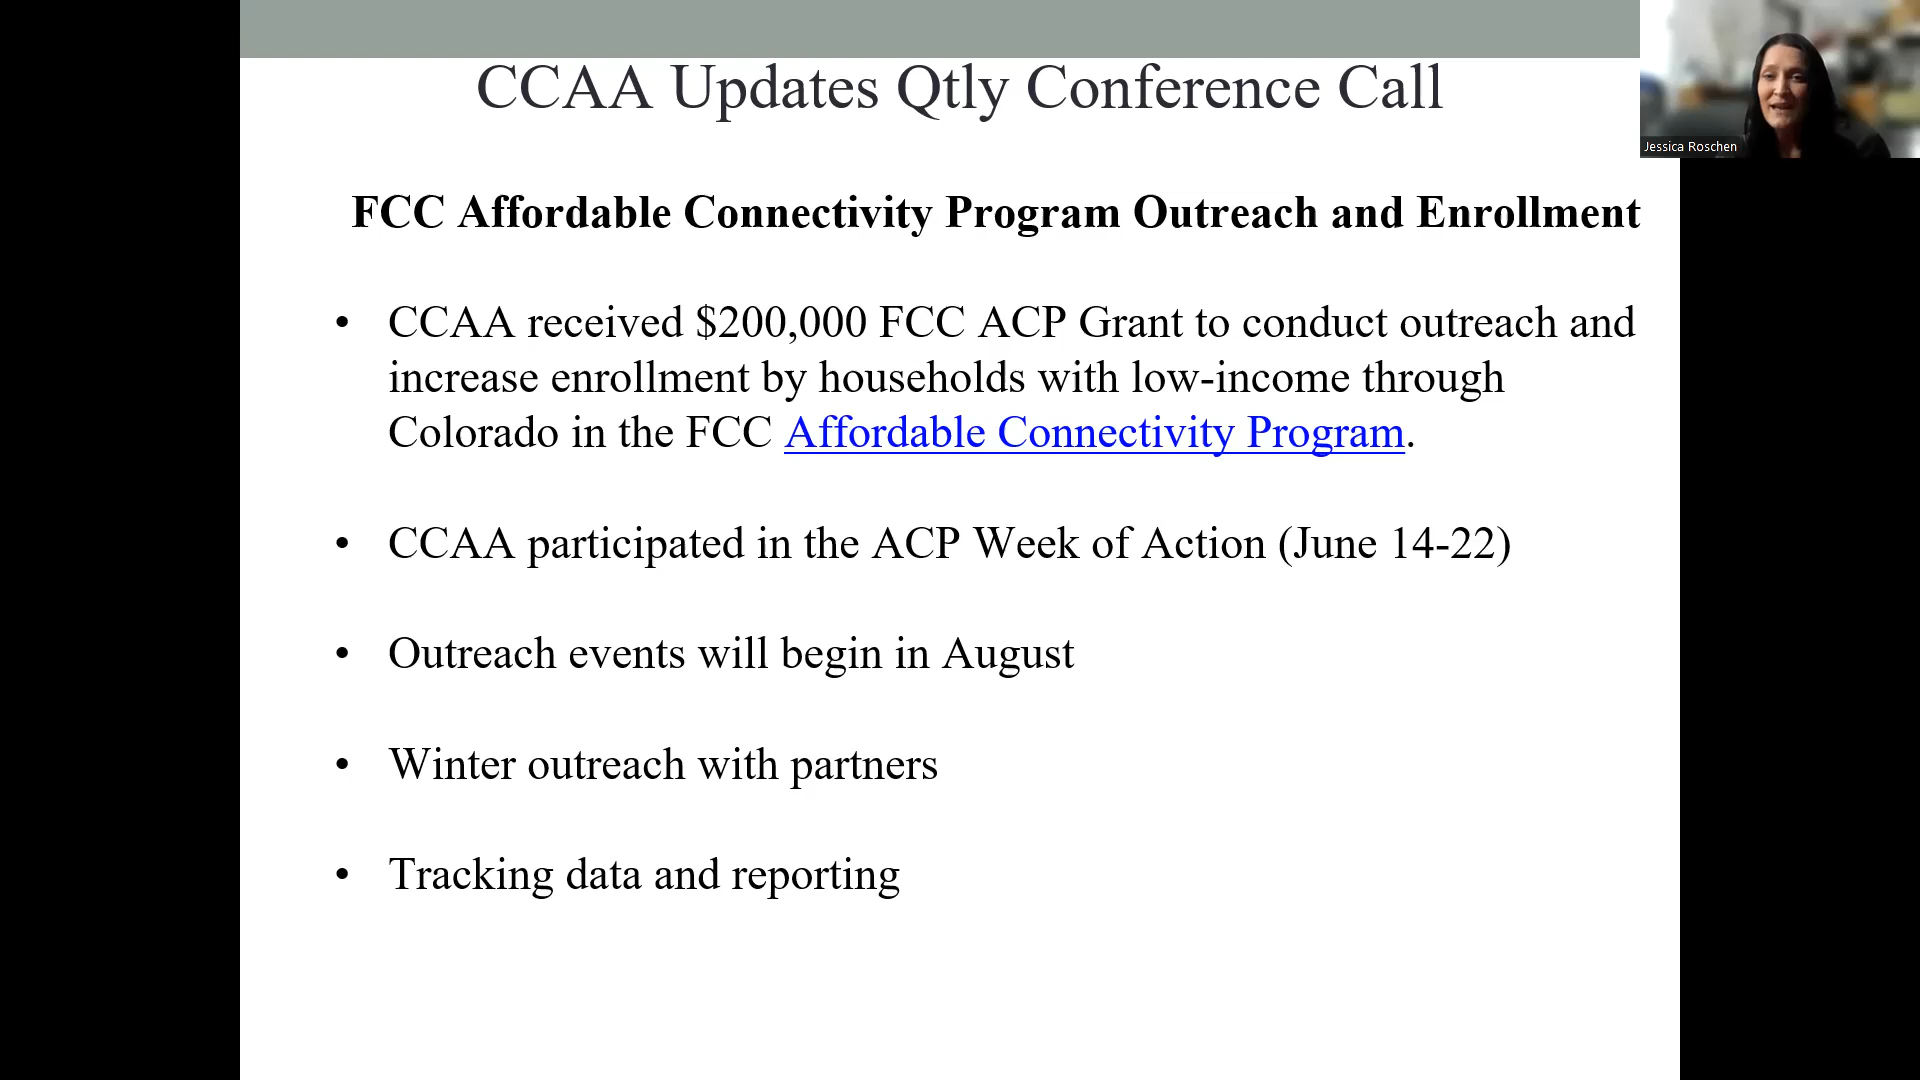 CCAA Updates Qtly Conference Call
Jessica Roschen
FCC Affordable Connectivity Program Outreach and Enrollment
• CCAA received $200,000 FCC ACP Grant to conduct outreach and
increase enrollment by households with low-income through
Colorado in the FCC Affordable Connectivity Program.
• CCAA participated in the ACP Week of Action (June 14-22)
• Outreach events will begin in August
• Winter outreach with partners
• Tracking data and reporting